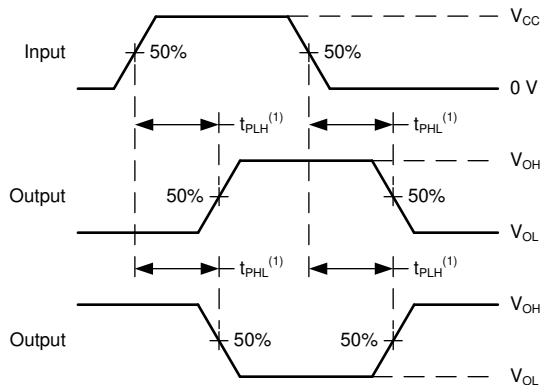 V_CC
Input 50% 50%
0 V
t_PLH^(1) t_PHL^(1)
V_OH
Output 50% 50%
V_OL
t_PHL^(1) t_PLH^(1)
V_OH
Output 50% 50%
V_OL